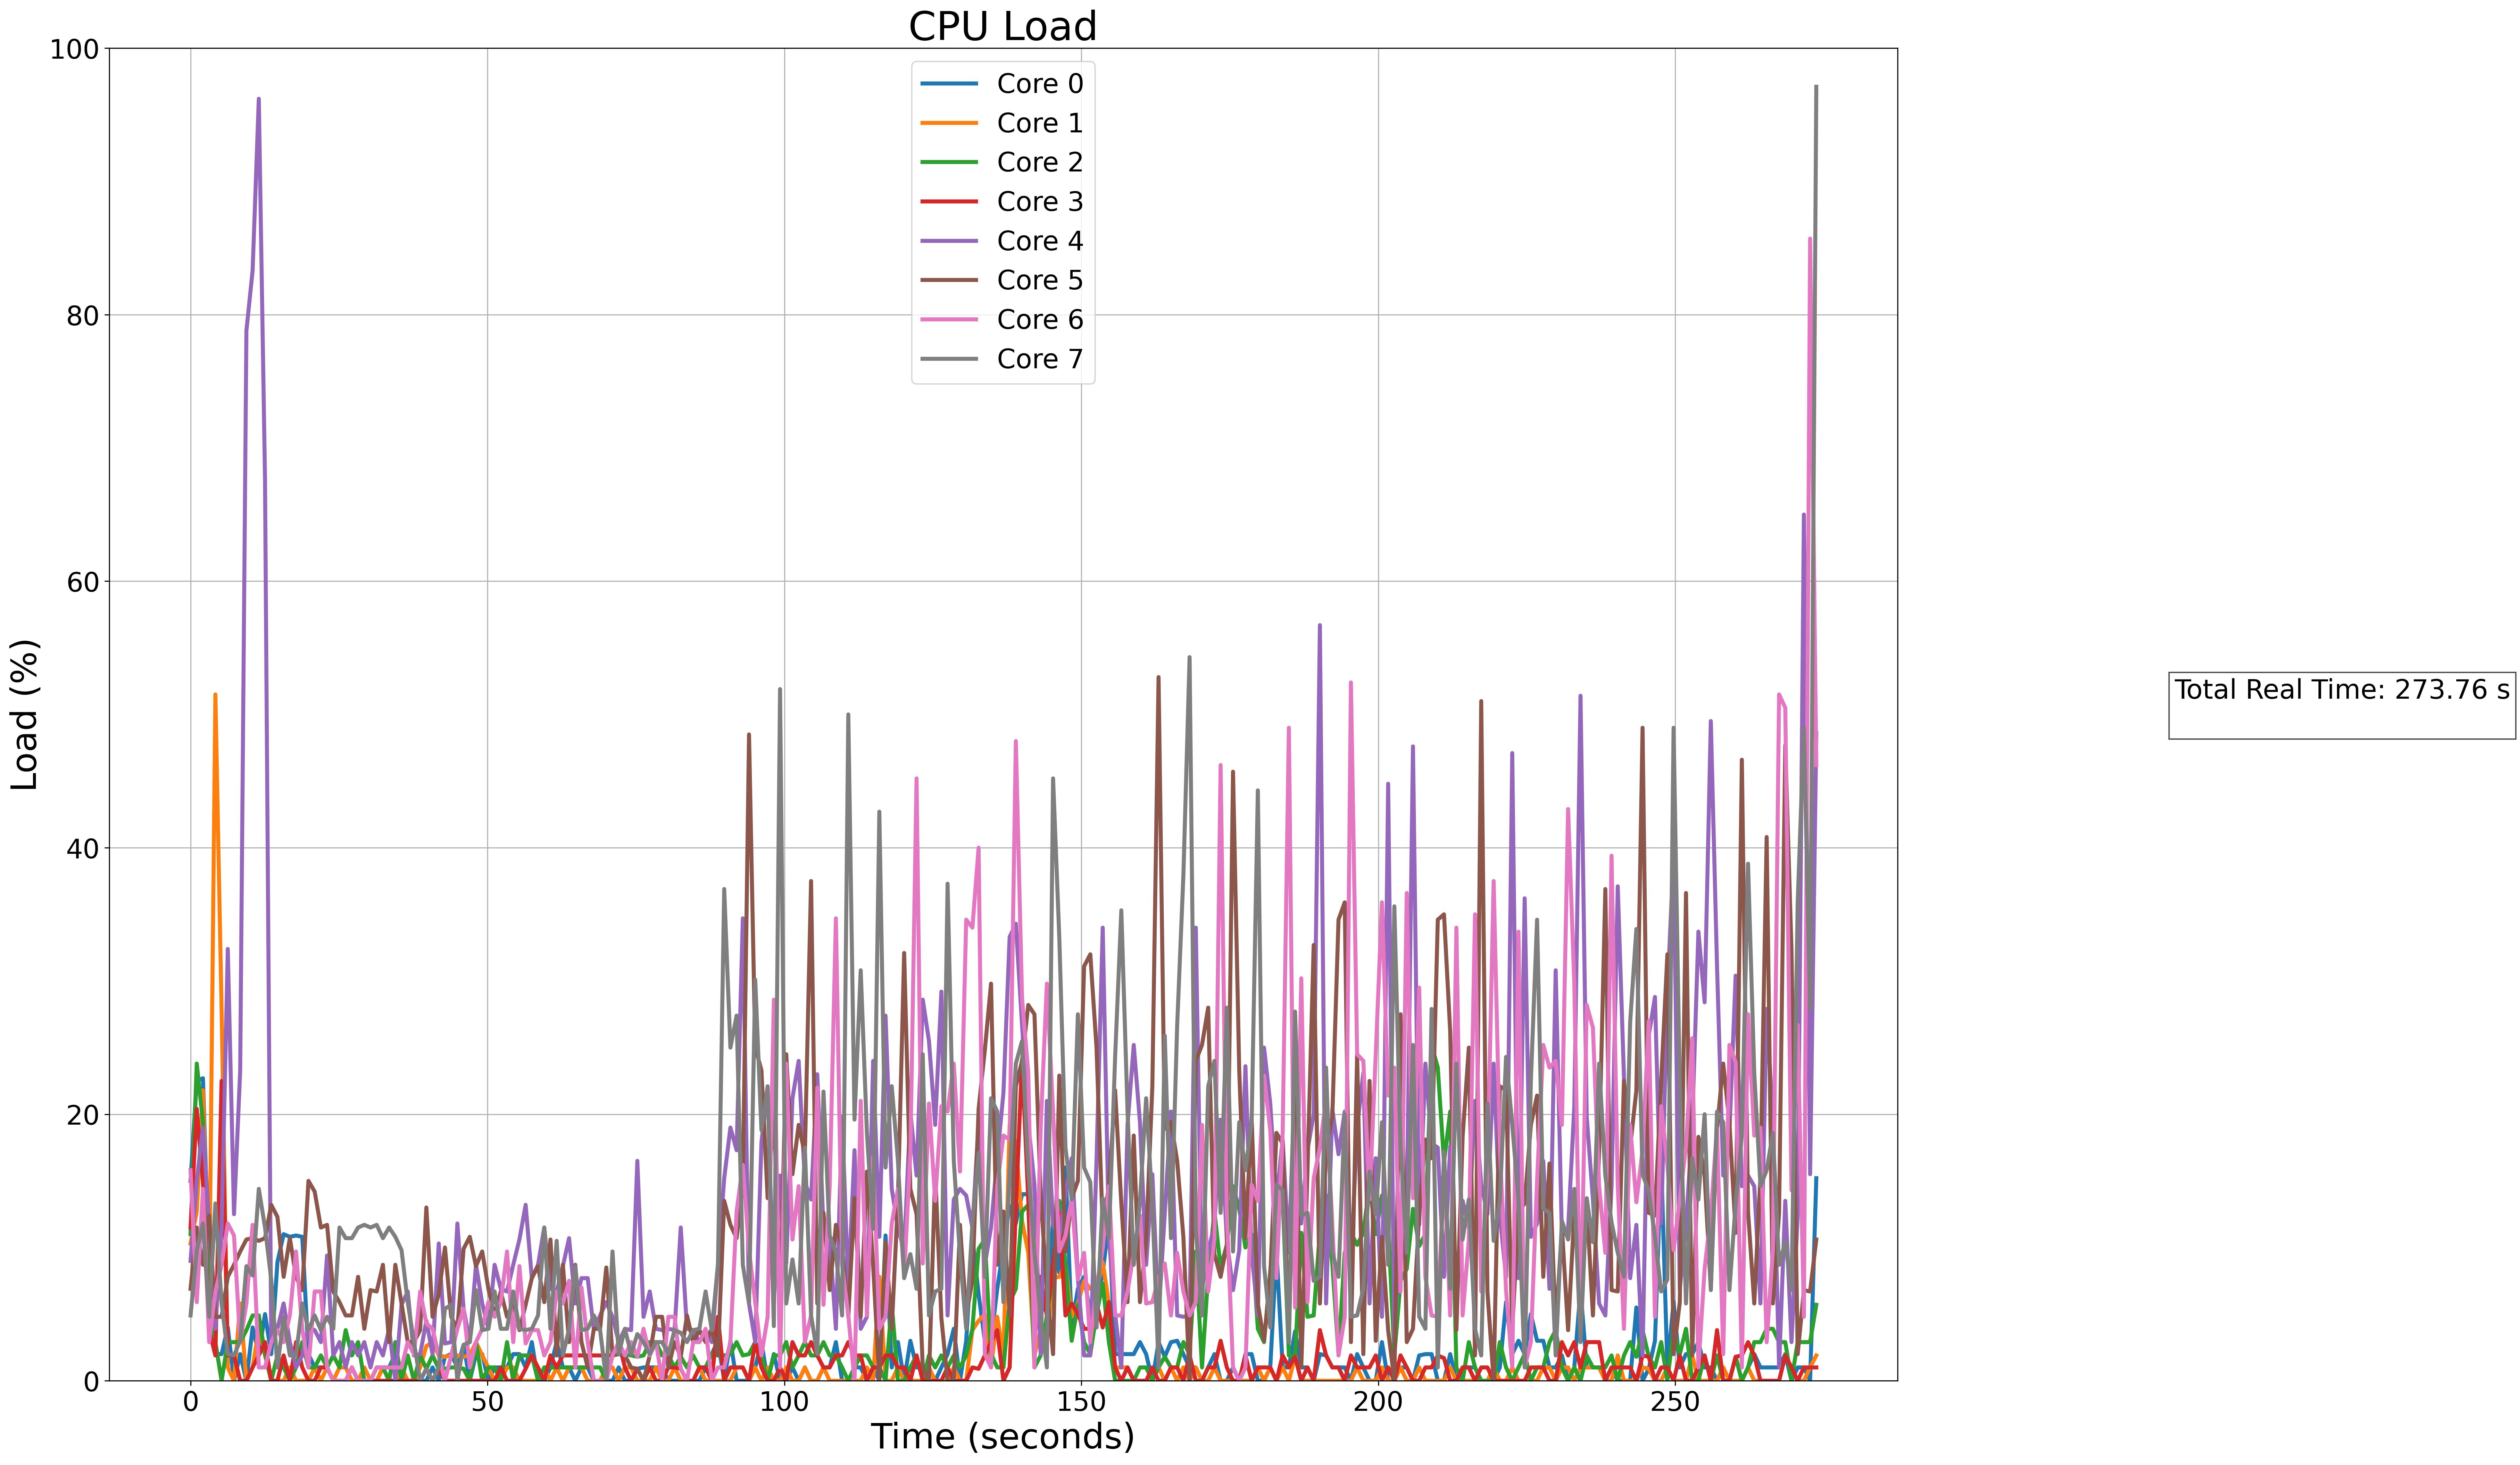 CPU Load
100
80
60
40
20
0
Load (%)
Core 0
Core 1
Core 2
Core 3
Core 4
Core 5
Core 6
Core 7
Total Real Time: 273.76 s
0 50 100 150 200 250
Time (seconds)